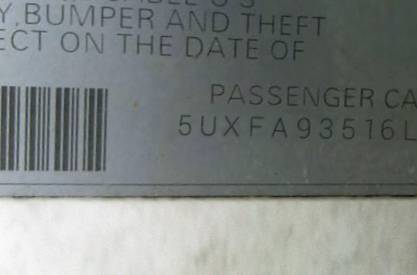 Y, BUMPER AND THEFT
ECT ON THE DATE OF
PASSENGER CA
5UXFA93516L